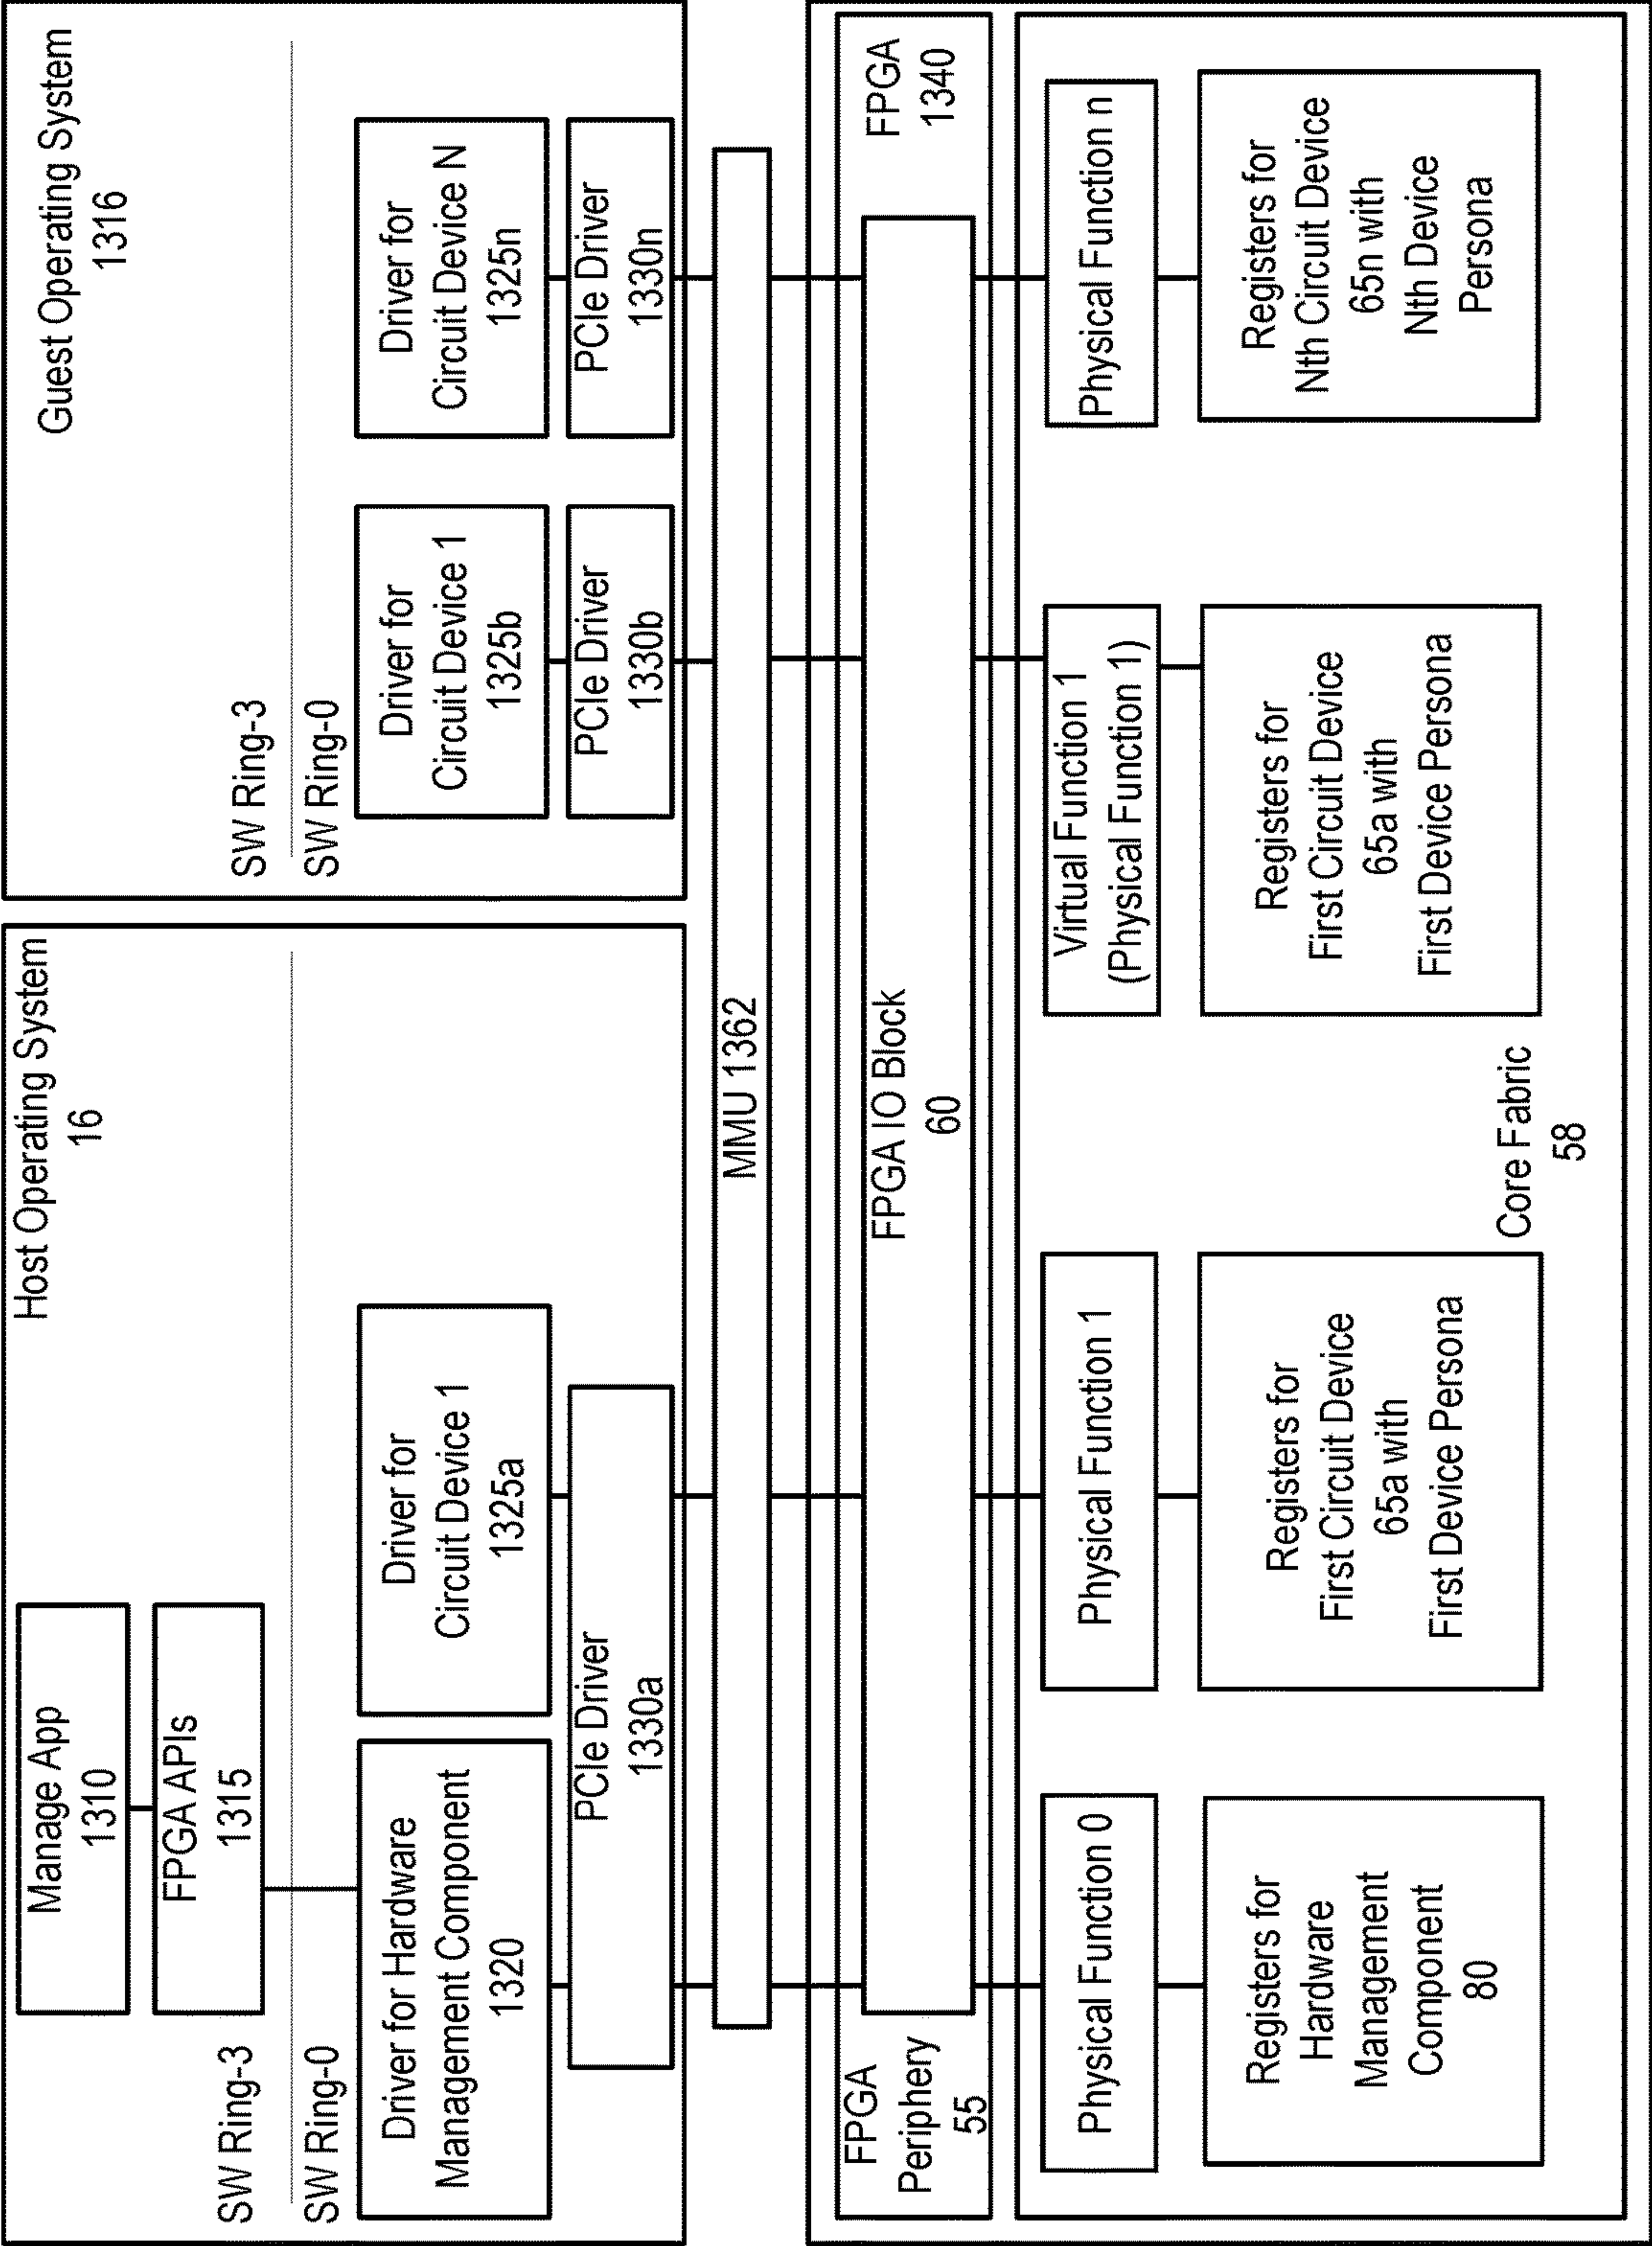 Host Operating System
16
Manage App
1310
FPGA APIs
1315
SW Ring-3
SW Ring-0
Driver for Hardware
Management Component
1320
Driver for
Circuit Device 1
1325a
PCIe Driver
1330a
Guest Operating System
1316
SW Ring-3
SW Ring-0
Driver for
Circuit Device 1
1325b
PCIe Driver
1330b
Driver for
Circuit Device N
1325n
PCIe Driver
1330n
MMU 1362
FPGA
Periphery
55
FPGA IO Block
60
FPGA
1340
Physical Function 0
Physical Function 1
Virtual Function 1
(Physical Function 1)
Physical Function n
Registers for
Hardware
Management
Component
80
Registers for
First Circuit Device
65a with
First Device Persona
Registers for
First Circuit Device
65a with
First Device Persona
Registers for
Nth Circuit Device
65n with
Nth Device
Persona
Core Fabric
58